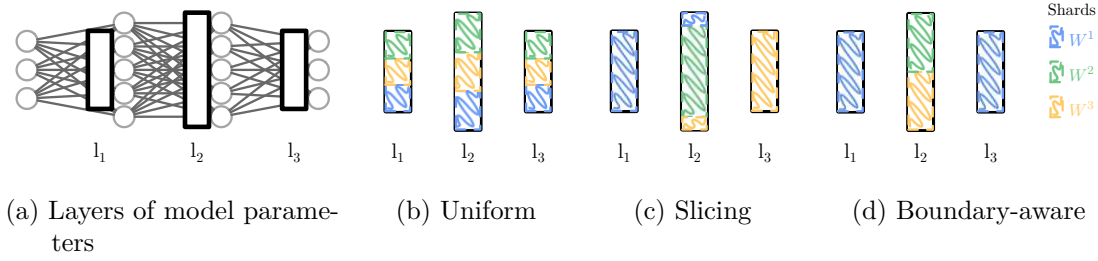 Shards
W¹
W²
W³
l₁ l₂ l₃ l₁ l₂ l₃ l₁ l₂ l₃ l₁ l₂ l₃
(a) Layers of model parame-
ters
(b) Uniform
(c) Slicing
(d) Boundary-aware